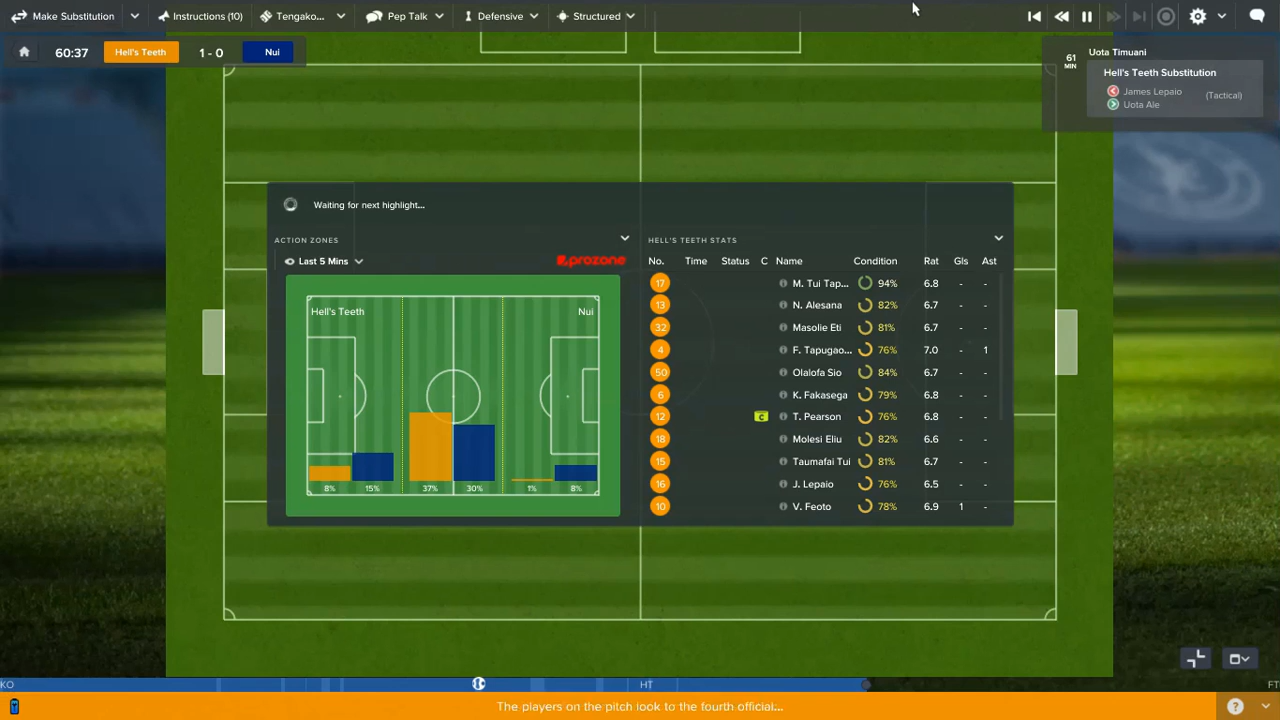 Make Substitution Instructions (10) Tengako... Pep Talk Defensive Structured
60:37 Hell's Teeth 1 - 0 Nui
61 MIN Uota Timuani
Hell's Teeth Substitution
James Lepaio (Tactical)
Uota Ale
Waiting for next highlight...
ACTION ZONES
Last 5 Mins prozone
Hell's Teeth Nui
8% 15% 37% 30% 1% 8%
HELL'S TEETH STATS
No. Time Status C Name Condition Rat Gls Ast
17 M. Tui Tap... 94% 6.8 - -
13 N. Alesana 82% 6.7 - -
32 Masolie Eti 81% 6.7 - -
4 F. Tapugao... 76% 7.0 - 1
50 Olalofa Sio 84% 6.7 - -
6 K. Fakasega 79% 6.8 - -
12 C T. Pearson 76% 6.8 - -
18 Molesi Eliu 82% 6.6 - -
15 Taumafai Tui 81% 6.7 - -
16 J. Lepaio 76% 6.5 - -
10 V. Feoto 78% 6.9 1 -
KO HT FT
The players on the pitch look to the fourth official...